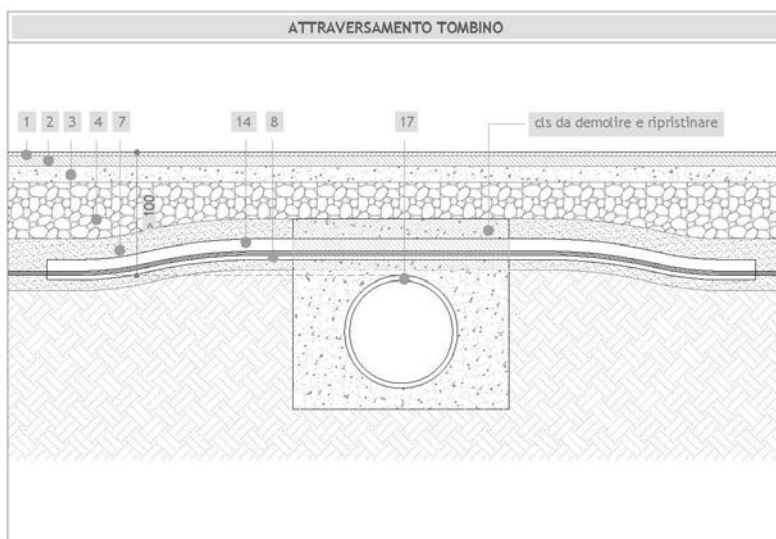 ATTRAVERSAMENTO TOMBINO
1 2 3 4 7 14 8 17 cls da demolire e ripristinare
> 100